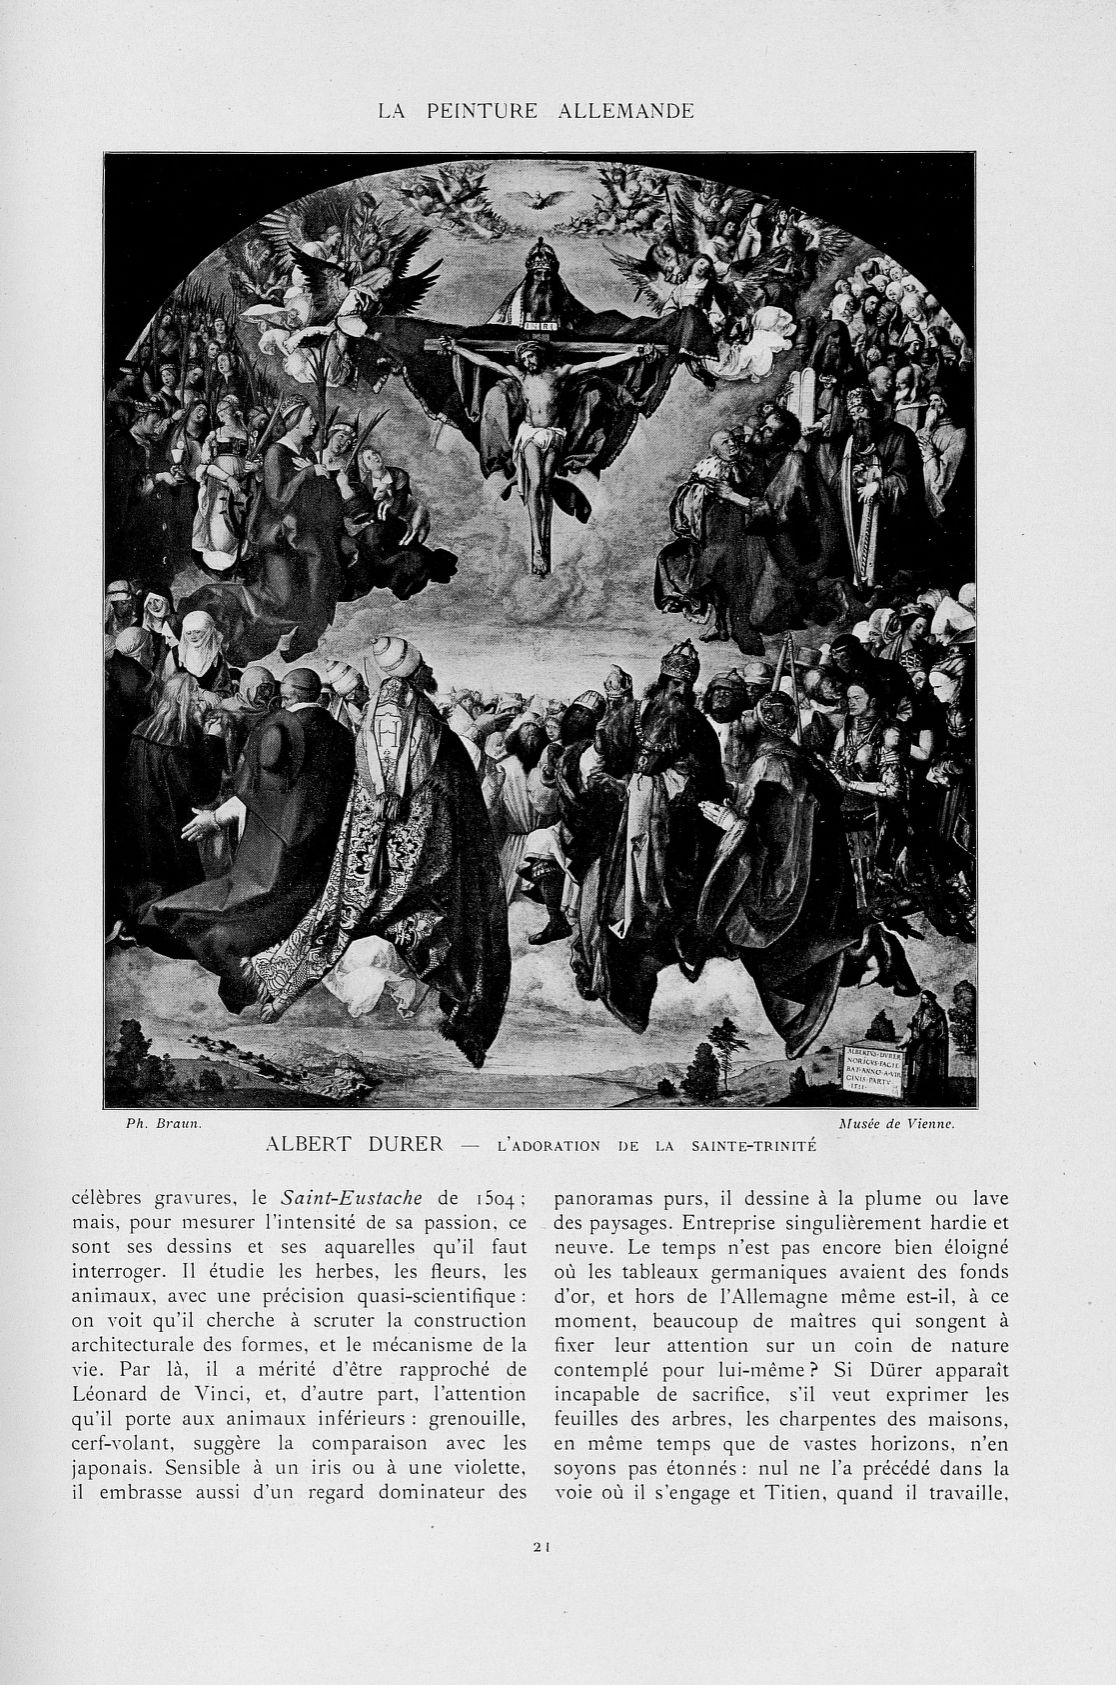 LA PEINTURE ALLEMANDE
INRI
ALBERTVS·DVRER
NORICVS·FACIE
BAT·ANNO·A·VIR
GINIS·PARTV·
·1511·
Ph. Braun.
Musée de Vienne.
ALBERT DURER — L'ADORATION DE LA SAINTE-TRINITÉ
célèbres gravures, le Saint-Eustache de 1504;
mais, pour mesurer l'intensité de sa passion, ce
sont ses dessins et ses aquarelles qu'il faut
interroger. Il étudie les herbes, les fleurs, les
animaux, avec une précision quasi-scientifique:
on voit qu'il cherche à scruter la construction
architecturale des formes, et le mécanisme de la
vie. Par là, il a mérité d'être rapproché de
Léonard de Vinci, et, d'autre part, l'attention
qu'il porte aux animaux inférieurs: grenouille,
cerf-volant, suggère la comparaison avec les
japonais. Sensible à un iris ou à une violette,
il embrasse aussi d'un regard dominateur des
panoramas purs, il dessine à la plume ou lave
des paysages. Entreprise singulièrement hardie et
neuve. Le temps n'est pas encore bien éloigné
où les tableaux germaniques avaient des fonds
d'or, et hors de l'Allemagne même est-il, à ce
moment, beaucoup de maîtres qui songent à
fixer leur attention sur un coin de nature
contemplé pour lui-même? Si Dürer apparaît
incapable de sacrifice, s'il veut exprimer les
feuilles des arbres, les charpentes des maisons,
en même temps que de vastes horizons, n'en
soyons pas étonnés: nul ne l'a précédé dans la
voie où il s'engage et Titien, quand il travaille,
21